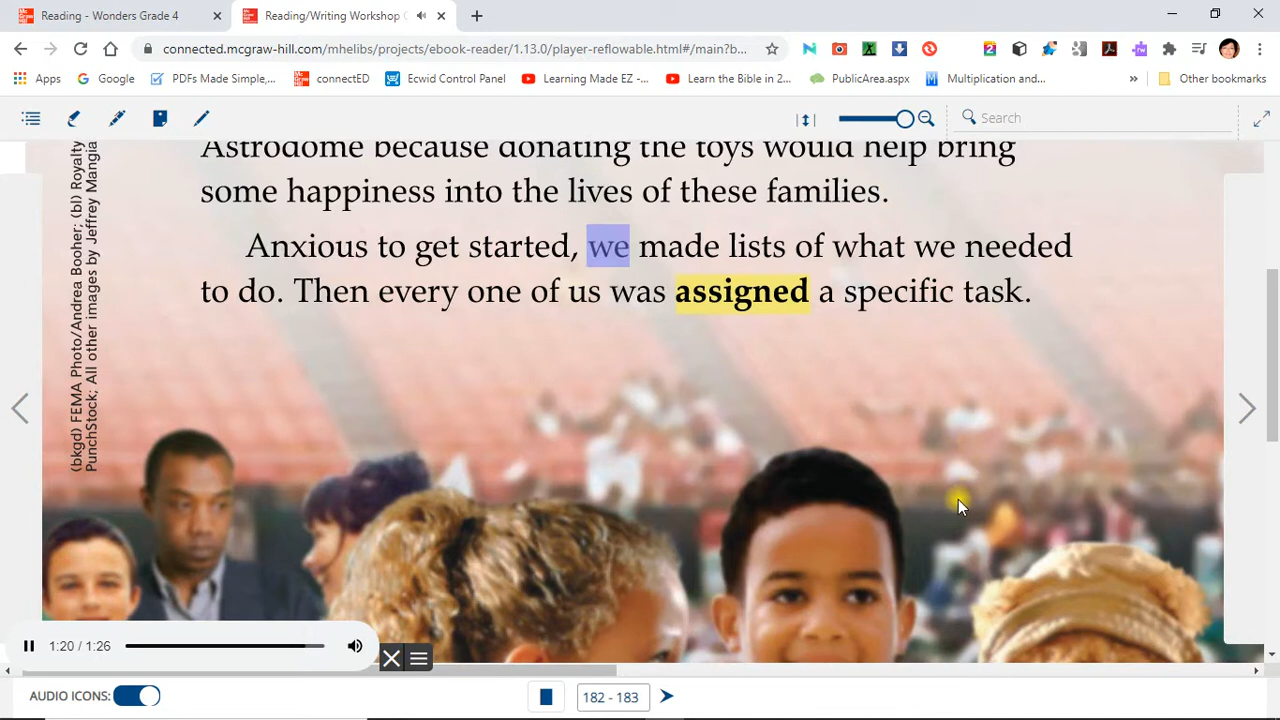 Reading - Wonders Grade 4
Reading/Writing Workshop
connected.mcgraw-hill.com/mhelibs/projects/ebook-reader/1.13.0/player-reflowable.html#/main?b...
Apps
Google
PDFs Made Simple,...
connectED
Ecwid Control Panel
Learning Made EZ -...
Learn the Bible in 2...
PublicArea.aspx
Multiplication and...
»
Other bookmarks
Search
Astrodome because donating the toys would help bring
some happiness into the lives of these families.
Anxious to get started, we made lists of what we needed
to do. Then every one of us was assigned a specific task.
(bkgd) FEMA Photo/Andrea Booher; (bl) Royalty
PunchStock; All other images by Jeffrey Mangia
1:20 / 1:26
AUDIO ICONS:
182 - 183